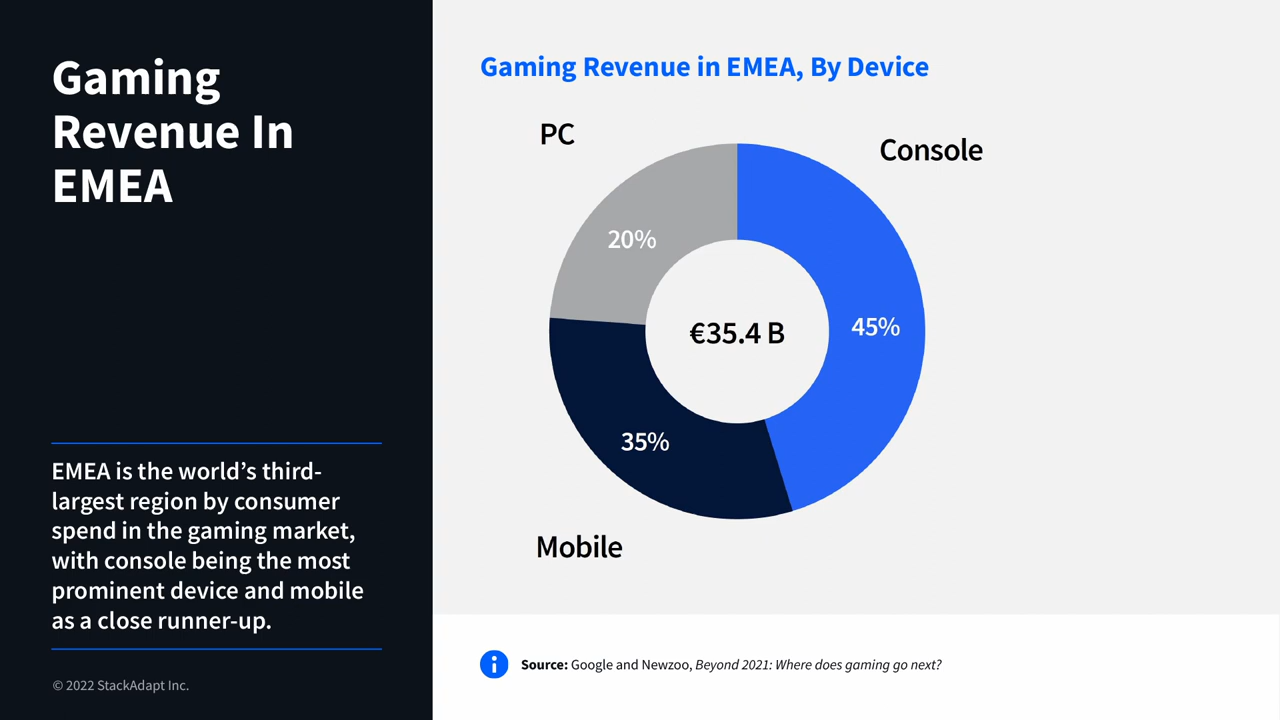 Gaming
Revenue In
EMEA
EMEA is the world’s third-
largest region by consumer
spend in the gaming market,
with console being the most
prominent device and mobile
as a close runner-up.
© 2022 StackAdapt Inc.
Gaming Revenue in EMEA, By Device
PC
Console
20%
45%
€35.4 B
35%
Mobile
Source: Google and Newzoo, Beyond 2021: Where does gaming go next?